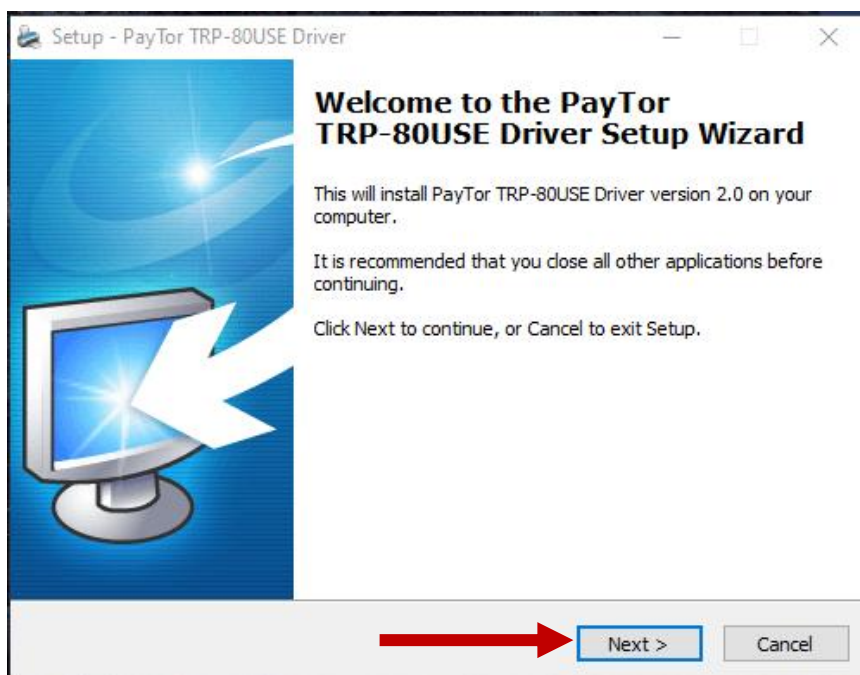 Setup - PayTor TRP-80USE Driver
Welcome to the PayTor
TRP-80USE Driver Setup Wizard
This will install PayTor TRP-80USE Driver version 2.0 on your
computer.
It is recommended that you close all other applications before
continuing.
Click Next to continue, or Cancel to exit Setup.
Next >
Cancel